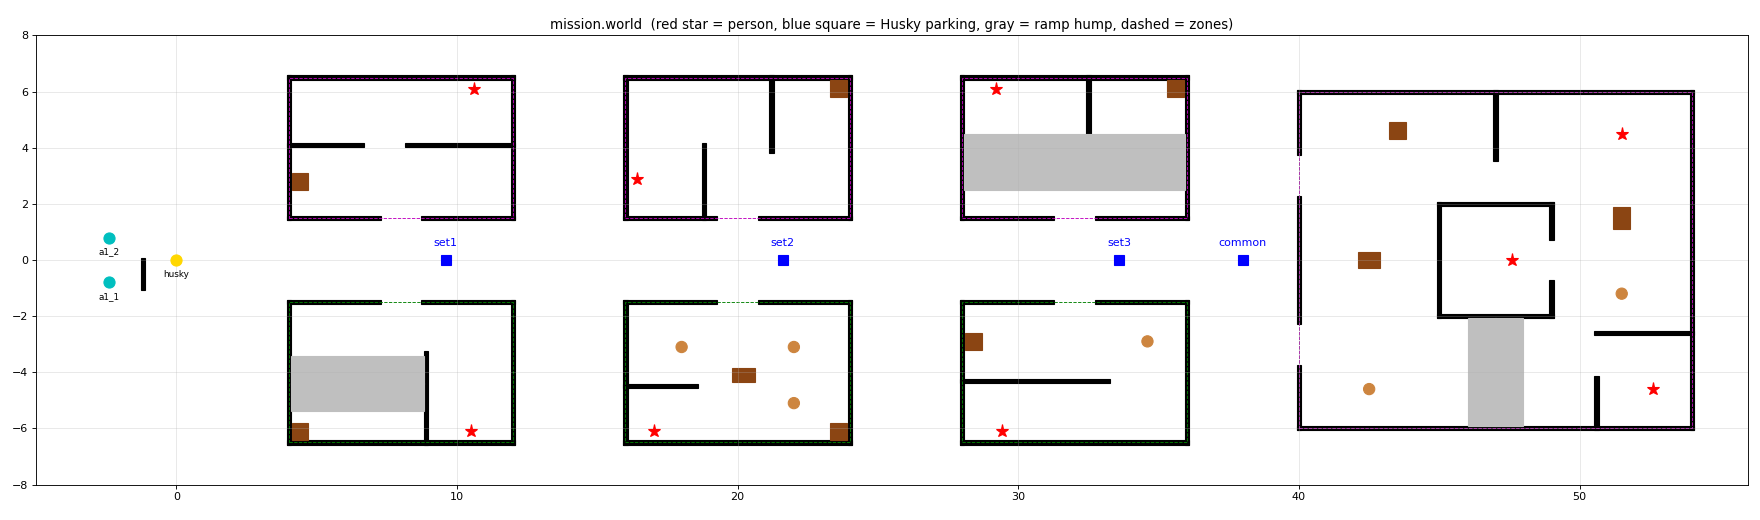 mission.world (red star = person, blue square = Husky parking, gray = ramp hump, dashed = zones)
8
6
4
2
0
−2
−4
−6
−8
a1_2
a1_1
husky
set1
set2
set3
common
0
10
20
30
40
50